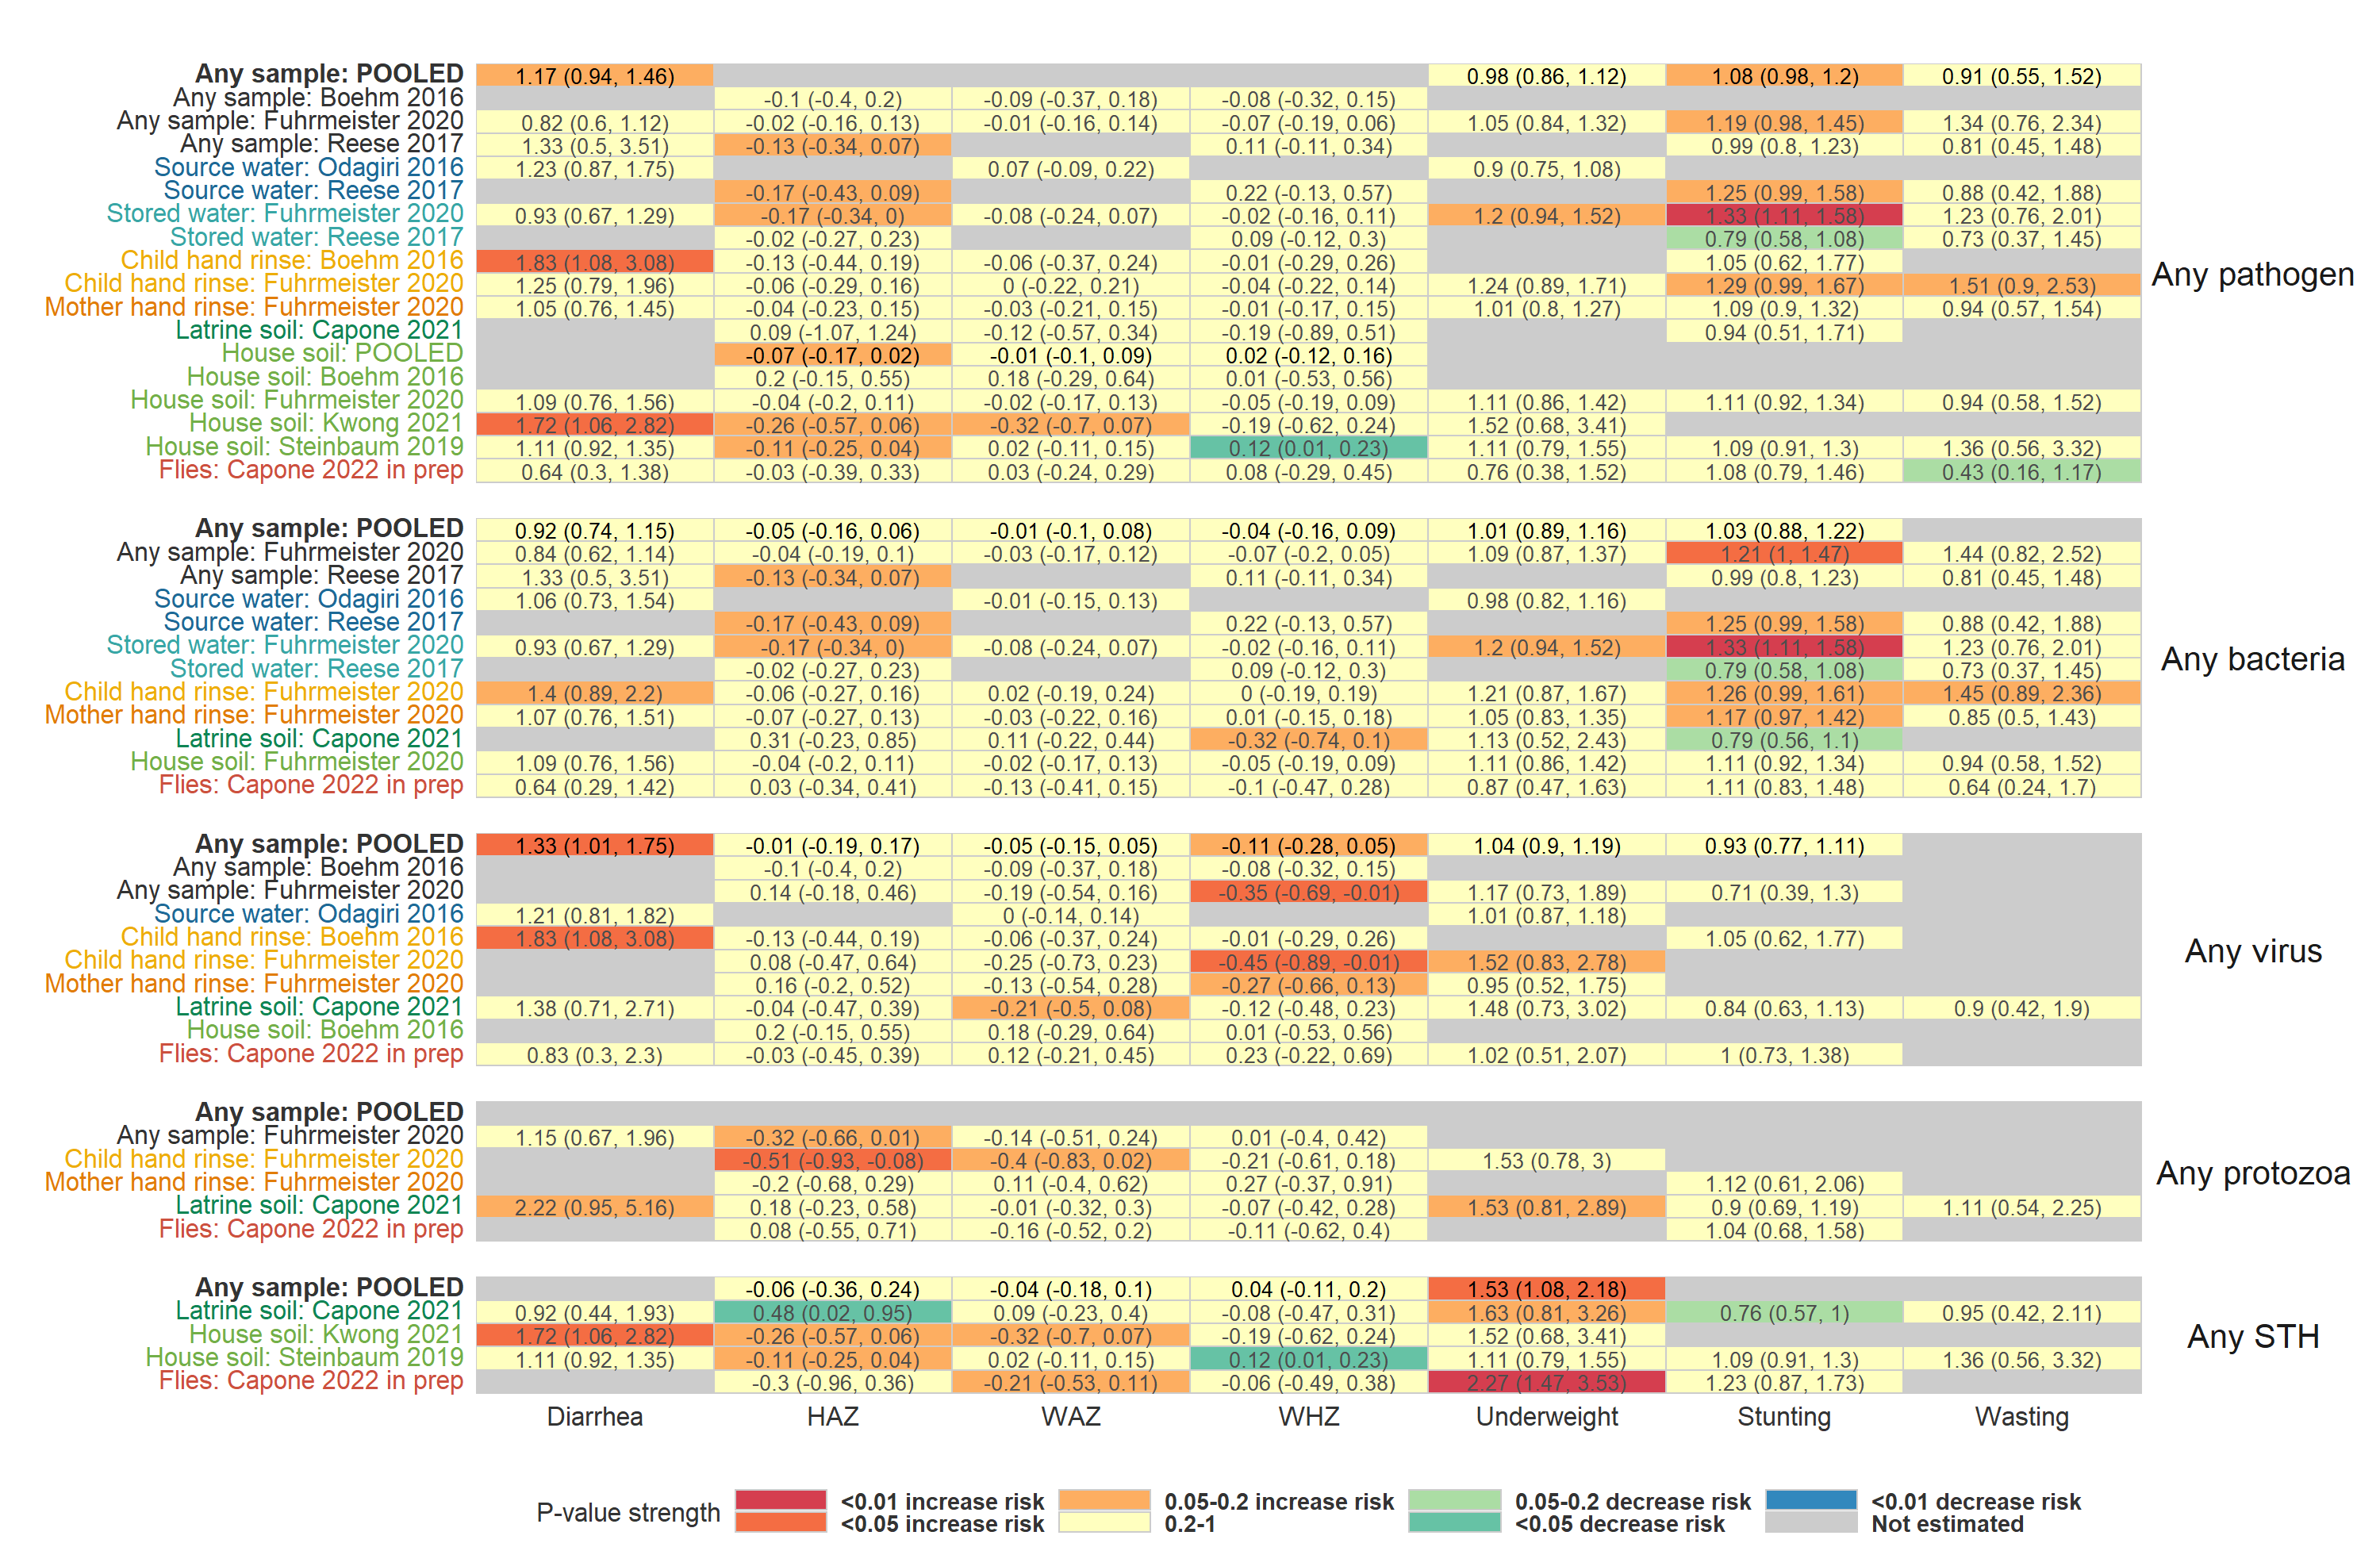 Any sample: POOLED 1.17 (0.94, 1.46) 0.98 (0.86, 1.12) 1.08 (0.98, 1.2) 0.91 (0.55, 1.52)
Any sample: Boehm 2016 -0.1 (-0.4, 0.2) -0.09 (-0.37, 0.18) -0.08 (-0.32, 0.15)
Any sample: Fuhrmeister 2020 0.82 (0.6, 1.12) -0.02 (-0.16, 0.13) -0.01 (-0.16, 0.14) -0.07 (-0.19, 0.06) 1.05 (0.84, 1.32) 1.19 (0.98, 1.45) 1.34 (0.76, 2.34)
Any sample: Reese 2017 1.33 (0.5, 3.51) -0.13 (-0.34, 0.07) 0.11 (-0.11, 0.34) 0.99 (0.8, 1.23) 0.81 (0.45, 1.48)
Source water: Odagiri 2016 1.23 (0.87, 1.75) 0.07 (-0.09, 0.22) 0.9 (0.75, 1.08)
Source water: Reese 2017 -0.17 (-0.43, 0.09) 0.22 (-0.13, 0.57) 1.25 (0.99, 1.58) 0.88 (0.42, 1.88)
Stored water: Fuhrmeister 2020 0.93 (0.67, 1.29) -0.17 (-0.34, 0) -0.08 (-0.24, 0.07) -0.02 (-0.16, 0.11) 1.2 (0.94, 1.52) 1.33 (1.11, 1.58) 1.23 (0.76, 2.01)
Stored water: Reese 2017 -0.02 (-0.27, 0.23) 0.09 (-0.12, 0.3) 0.79 (0.58, 1.08) 0.73 (0.37, 1.45)
Child hand rinse: Boehm 2016 1.83 (1.08, 3.08) -0.13 (-0.44, 0.19) -0.06 (-0.37, 0.24) -0.01 (-0.29, 0.26) 1.05 (0.62, 1.77)
Child hand rinse: Fuhrmeister 2020 1.25 (0.79, 1.96) -0.06 (-0.29, 0.16) 0 (-0.22, 0.21) -0.04 (-0.22, 0.14) 1.24 (0.89, 1.71) 1.29 (0.99, 1.67) 1.51 (0.9, 2.53)
Mother hand rinse: Fuhrmeister 2020 1.05 (0.76, 1.45) -0.04 (-0.23, 0.15) -0.03 (-0.21, 0.15) -0.01 (-0.17, 0.15) 1.01 (0.8, 1.27) 1.09 (0.9, 1.32) 0.94 (0.57, 1.54)
Latrine soil: Capone 2021 0.09 (-1.07, 1.24) -0.12 (-0.57, 0.34) -0.19 (-0.89, 0.51) 0.94 (0.51, 1.71)
House soil: POOLED -0.07 (-0.17, 0.02) -0.01 (-0.1, 0.09) 0.02 (-0.12, 0.16)
House soil: Boehm 2016 0.2 (-0.15, 0.55) 0.18 (-0.29, 0.64) 0.01 (-0.53, 0.56)
House soil: Fuhrmeister 2020 1.09 (0.76, 1.56) -0.04 (-0.2, 0.11) -0.02 (-0.17, 0.13) -0.05 (-0.19, 0.09) 1.11 (0.86, 1.42) 1.11 (0.92, 1.34) 0.94 (0.58, 1.52)
House soil: Kwong 2021 1.72 (1.06, 2.82) -0.26 (-0.57, 0.06) -0.32 (-0.7, 0.07) -0.19 (-0.62, 0.24) 1.52 (0.68, 3.41)
House soil: Steinbaum 2019 1.11 (0.92, 1.35) -0.11 (-0.25, 0.04) 0.02 (-0.11, 0.15) 0.12 (0.01, 0.23) 1.11 (0.79, 1.55) 1.09 (0.91, 1.3) 1.36 (0.56, 3.32)
Flies: Capone 2022 in prep 0.64 (0.3, 1.38) -0.03 (-0.39, 0.33) 0.03 (-0.24, 0.29) 0.08 (-0.29, 0.45) 0.76 (0.38, 1.52) 1.08 (0.79, 1.46) 0.43 (0.16, 1.17)
Any pathogen
Any sample: POOLED 0.92 (0.74, 1.15) -0.05 (-0.16, 0.06) -0.01 (-0.1, 0.08) -0.04 (-0.16, 0.09) 1.01 (0.89, 1.16) 1.03 (0.88, 1.22)
Any sample: Fuhrmeister 2020 0.84 (0.62, 1.14) -0.04 (-0.19, 0.1) -0.03 (-0.17, 0.12) -0.07 (-0.2, 0.05) 1.09 (0.87, 1.37) 1.21 (1, 1.47) 1.44 (0.82, 2.52)
Any sample: Reese 2017 1.33 (0.5, 3.51) -0.13 (-0.34, 0.07) 0.11 (-0.11, 0.34) 0.99 (0.8, 1.23) 0.81 (0.45, 1.48)
Source water: Odagiri 2016 1.06 (0.73, 1.54) -0.01 (-0.15, 0.13) 0.98 (0.82, 1.16)
Source water: Reese 2017 -0.17 (-0.43, 0.09) 0.22 (-0.13, 0.57) 1.25 (0.99, 1.58) 0.88 (0.42, 1.88)
Stored water: Fuhrmeister 2020 0.93 (0.67, 1.29) -0.17 (-0.34, 0) -0.08 (-0.24, 0.07) -0.02 (-0.16, 0.11) 1.2 (0.94, 1.52) 1.33 (1.11, 1.58) 1.23 (0.76, 2.01)
Stored water: Reese 2017 -0.02 (-0.27, 0.23) 0.09 (-0.12, 0.3) 0.79 (0.58, 1.08) 0.73 (0.37, 1.45)
Child hand rinse: Fuhrmeister 2020 1.4 (0.89, 2.2) -0.06 (-0.27, 0.16) 0.02 (-0.19, 0.24) 0 (-0.19, 0.19) 1.21 (0.87, 1.67) 1.26 (0.99, 1.61) 1.45 (0.89, 2.36)
Mother hand rinse: Fuhrmeister 2020 1.07 (0.76, 1.51) -0.07 (-0.27, 0.13) -0.03 (-0.22, 0.16) 0.01 (-0.15, 0.18) 1.05 (0.83, 1.35) 1.17 (0.97, 1.42) 0.85 (0.5, 1.43)
Latrine soil: Capone 2021 0.31 (-0.23, 0.85) 0.11 (-0.22, 0.44) -0.32 (-0.74, 0.1) 1.13 (0.52, 2.43) 0.79 (0.56, 1.1)
House soil: Fuhrmeister 2020 1.09 (0.76, 1.56) -0.04 (-0.2, 0.11) -0.02 (-0.17, 0.13) -0.05 (-0.19, 0.09) 1.11 (0.86, 1.42) 1.11 (0.92, 1.34) 0.94 (0.58, 1.52)
Flies: Capone 2022 in prep 0.64 (0.29, 1.42) 0.03 (-0.34, 0.41) -0.13 (-0.41, 0.15) -0.1 (-0.47, 0.28) 0.87 (0.47, 1.63) 1.11 (0.83, 1.48) 0.64 (0.24, 1.7)
Any bacteria
Any sample: POOLED 1.33 (1.01, 1.75) -0.01 (-0.19, 0.17) -0.05 (-0.15, 0.05) -0.11 (-0.28, 0.05) 1.04 (0.9, 1.19) 0.93 (0.77, 1.11)
Any sample: Boehm 2016 -0.1 (-0.4, 0.2) -0.09 (-0.37, 0.18) -0.08 (-0.32, 0.15)
Any sample: Fuhrmeister 2020 0.14 (-0.18, 0.46) -0.19 (-0.54, 0.16) -0.35 (-0.69, -0.01) 1.17 (0.73, 1.89) 0.71 (0.39, 1.3)
Source water: Odagiri 2016 1.21 (0.81, 1.82) 0 (-0.14, 0.14) 1.01 (0.87, 1.18)
Child hand rinse: Boehm 2016 1.83 (1.08, 3.08) -0.13 (-0.44, 0.19) -0.06 (-0.37, 0.24) -0.01 (-0.29, 0.26) 1.05 (0.62, 1.77)
Child hand rinse: Fuhrmeister 2020 0.08 (-0.47, 0.64) -0.25 (-0.73, 0.23) -0.45 (-0.89, -0.01) 1.52 (0.83, 2.78)
Mother hand rinse: Fuhrmeister 2020 0.16 (-0.2, 0.52) -0.13 (-0.54, 0.28) -0.27 (-0.66, 0.13) 0.95 (0.52, 1.75)
Latrine soil: Capone 2021 1.38 (0.71, 2.71) -0.04 (-0.47, 0.39) -0.21 (-0.5, 0.08) -0.12 (-0.48, 0.23) 1.48 (0.73, 3.02) 0.84 (0.63, 1.13) 0.9 (0.42, 1.9)
House soil: Boehm 2016 0.2 (-0.15, 0.55) 0.18 (-0.29, 0.64) 0.01 (-0.53, 0.56)
Flies: Capone 2022 in prep 0.83 (0.3, 2.3) -0.03 (-0.45, 0.39) 0.12 (-0.21, 0.45) 0.23 (-0.22, 0.69) 1.02 (0.51, 2.07) 1 (0.73, 1.38)
Any virus
Any sample: POOLED
Any sample: Fuhrmeister 2020 1.15 (0.67, 1.96) -0.32 (-0.66, 0.01) -0.14 (-0.51, 0.24) 0.01 (-0.4, 0.42)
Child hand rinse: Fuhrmeister 2020 -0.51 (-0.93, -0.08) -0.4 (-0.83, 0.02) -0.21 (-0.61, 0.18) 1.53 (0.78, 3)
Mother hand rinse: Fuhrmeister 2020 -0.2 (-0.68, 0.29) 0.11 (-0.4, 0.62) 0.27 (-0.37, 0.91) 1.12 (0.61, 2.06)
Latrine soil: Capone 2021 2.22 (0.95, 5.16) 0.18 (-0.23, 0.58) -0.01 (-0.32, 0.3) -0.07 (-0.42, 0.28) 1.53 (0.81, 2.89) 0.9 (0.69, 1.19) 1.11 (0.54, 2.25)
Flies: Capone 2022 in prep 0.08 (-0.55, 0.71) -0.16 (-0.52, 0.2) -0.11 (-0.62, 0.4) 1.04 (0.68, 1.58)
Any protozoa
Any sample: POOLED -0.06 (-0.36, 0.24) -0.04 (-0.18, 0.1) 0.04 (-0.11, 0.2) 1.53 (1.08, 2.18)
Latrine soil: Capone 2021 0.92 (0.44, 1.93) 0.48 (0.02, 0.95) 0.09 (-0.23, 0.4) -0.08 (-0.47, 0.31) 1.63 (0.81, 3.26) 0.76 (0.57, 1) 0.95 (0.42, 2.11)
House soil: Kwong 2021 1.72 (1.06, 2.82) -0.26 (-0.57, 0.06) -0.32 (-0.7, 0.07) -0.19 (-0.62, 0.24) 1.52 (0.68, 3.41)
House soil: Steinbaum 2019 1.11 (0.92, 1.35) -0.11 (-0.25, 0.04) 0.02 (-0.11, 0.15) 0.12 (0.01, 0.23) 1.11 (0.79, 1.55) 1.09 (0.91, 1.3) 1.36 (0.56, 3.32)
Flies: Capone 2022 in prep -0.3 (-0.96, 0.36) -0.21 (-0.53, 0.11) -0.06 (-0.49, 0.38) 2.27 (1.47, 3.53) 1.23 (0.87, 1.73)
Any STH
Diarrhea HAZ WAZ WHZ Underweight Stunting Wasting
P-value strength
<0.01 increase risk 0.05-0.2 increase risk 0.05-0.2 decrease risk <0.01 decrease risk
<0.05 increase risk 0.2-1 <0.05 decrease risk Not estimated